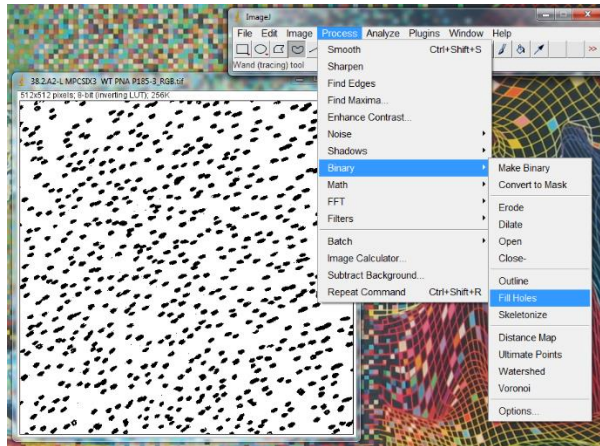 ImageJ
File Edit Image Process Analyze Plugins Window Help
Wand (tracing) tool
38.2.A2-L MPCSIX3 WT PNA P185-3_RGB.tif
512x512 pixels; 8-bit (inverting LUT); 256K
Smooth Ctrl+Shift+S
Sharpen
Find Edges
Find Maxima...
Enhance Contrast...
Noise
Shadows
Binary
Math
FFT
Filters
Batch
Image Calculator...
Subtract Background...
Repeat Command Ctrl+Shift+R
Make Binary
Convert to Mask
Erode
Dilate
Open
Close-
Outline
Fill Holes
Skeletonize
Distance Map
Ultimate Points
Watershed
Voronoi
Options...
>>